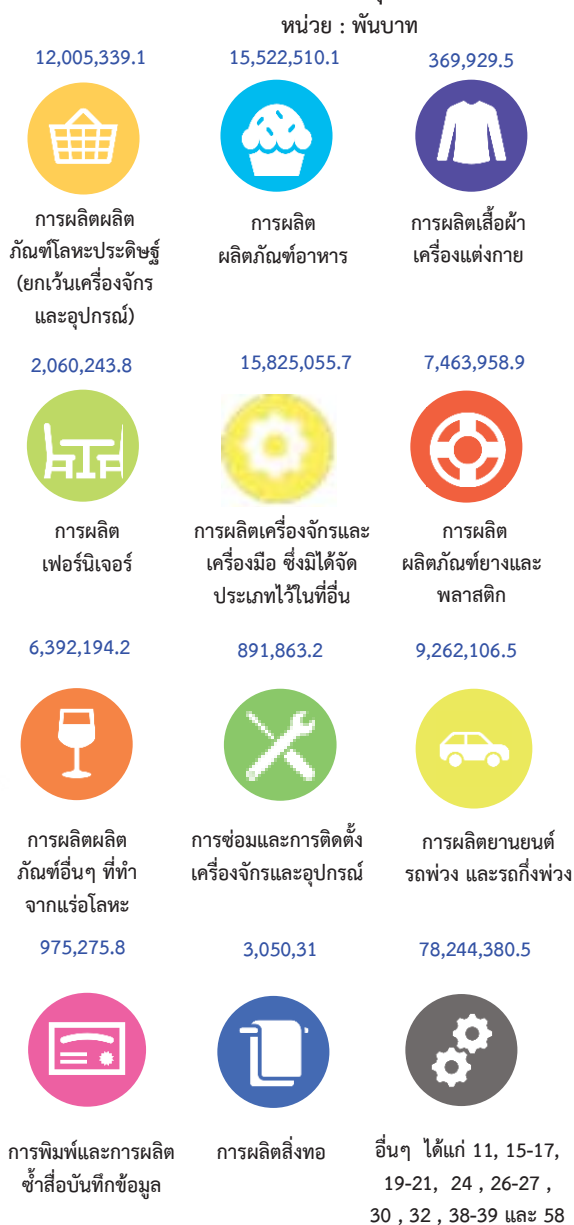 หน่วย : พันบาท
12,005,339.1
15,522,510.1
369,929.5
การผลิตผลิต
ภัณฑ์โลหะประดิษฐ์
(ยกเว้นเครื่องจักร
และอุปกรณ์)
การผลิต
ผลิตภัณฑ์อาหาร
การผลิตเสื้อผ้า
เครื่องแต่งกาย
2,060,243.8
15,825,055.7
7,463,958.9
การผลิต
เฟอร์นิเจอร์
การผลิตเครื่องจักรและ
เครื่องมือ ซึ่งมิได้จัด
ประเภทไว้ในที่อื่น
การผลิต
ผลิตภัณฑ์ยางและ
พลาสติก
6,392,194.2
891,863.2
9,262,106.5
การผลิตผลิต
ภัณฑ์อื่นๆ ที่ทำ
จากแร่อโลหะ
การซ่อมและการติดตั้ง
เครื่องจักรและอุปกรณ์
การผลิตยานยนต์
รถพ่วง และรถกึ่งพ่วง
975,275.8
3,050,31
78,244,380.5
การพิมพ์และการผลิต
ซ้ำสื่อบันทึกข้อมูล
การผลิตสิ่งทอ
อื่นๆ ได้แก่ 11, 15-17,
19-21, 24 , 26-27 ,
30 , 32 , 38-39 และ 58